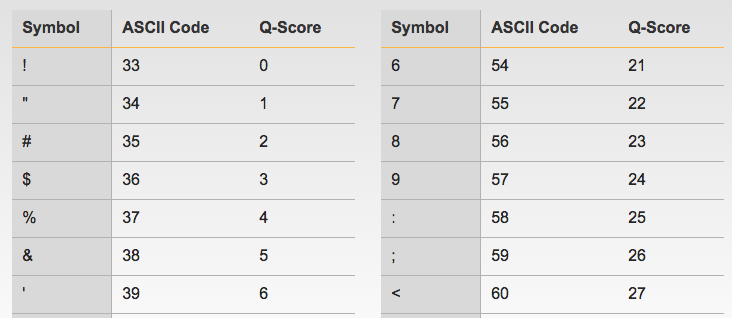 Symbol ASCII Code Q-Score Symbol ASCII Code Q-Score
! 33 0 6 54 21
" 34 1 7 55 22
# 35 2 8 56 23
$ 36 3 9 57 24
% 37 4 : 58 25
& 38 5 ; 59 26
' 39 6 < 60 27